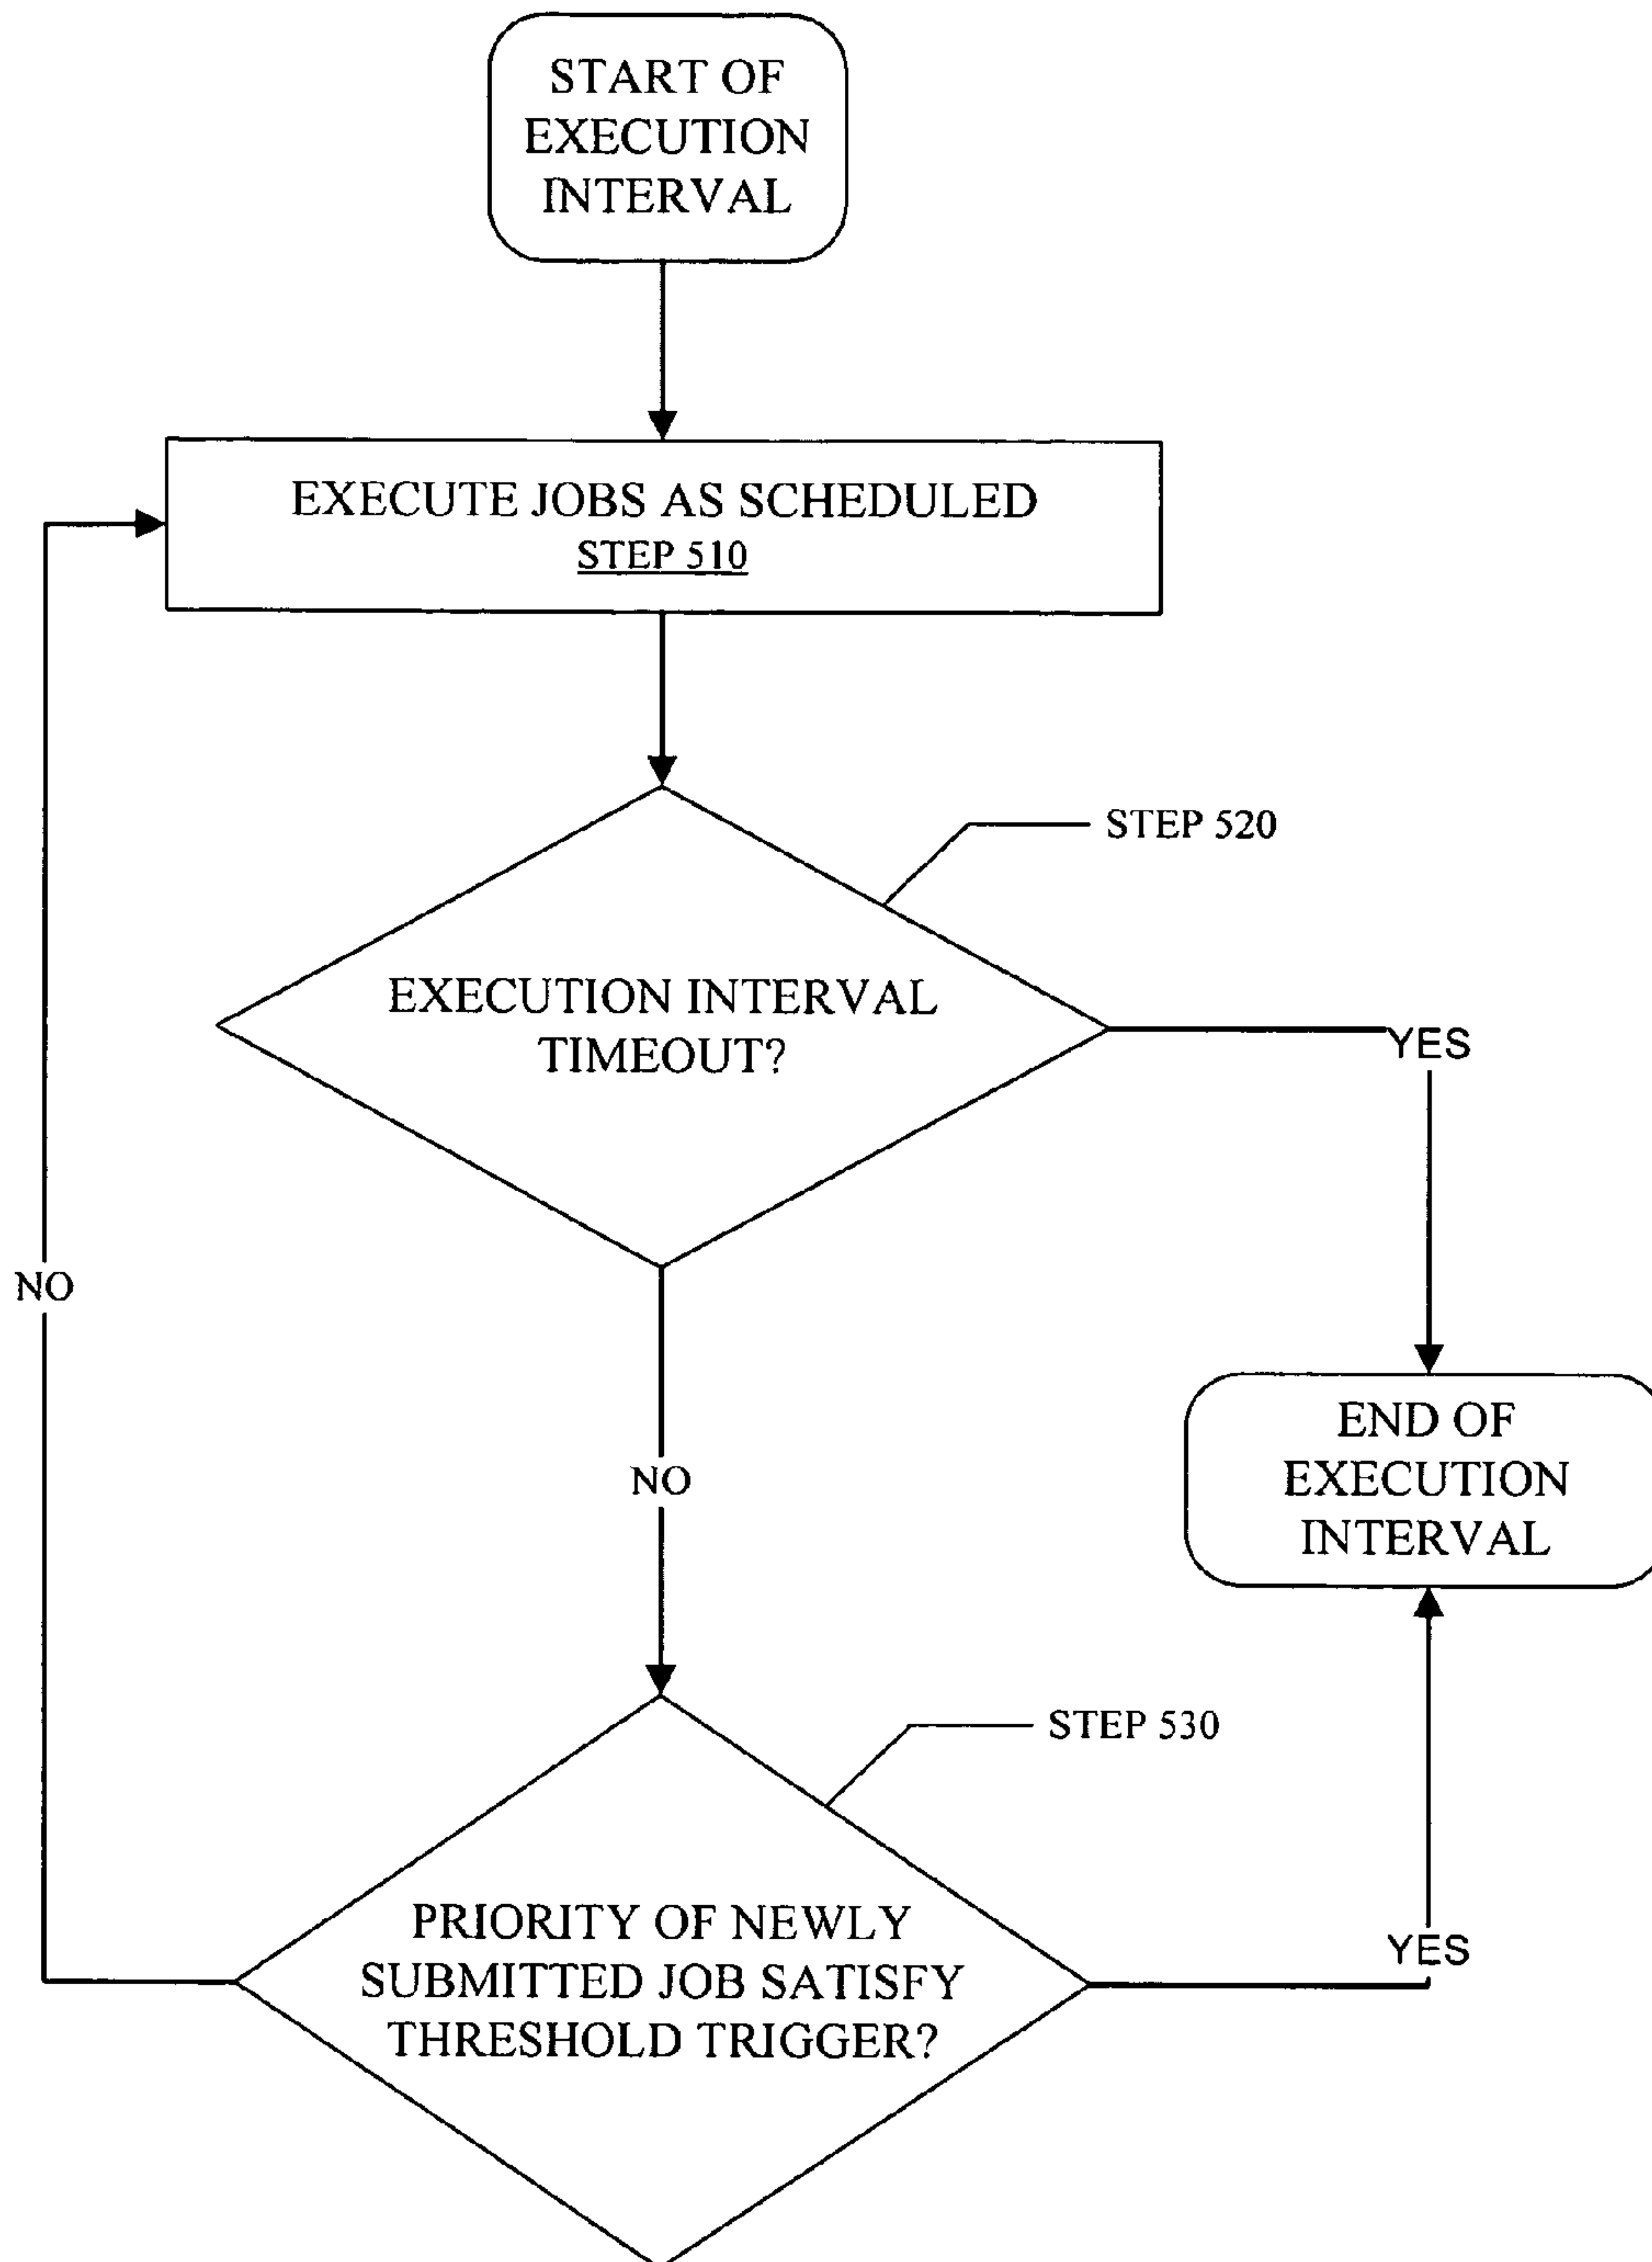 START OF
EXECUTION
INTERVAL
EXECUTE JOBS AS SCHEDULED
STEP 510
STEP 520
EXECUTION INTERVAL
TIMEOUT?
YES
NO
END OF
EXECUTION
INTERVAL
NO
STEP 530
PRIORITY OF NEWLY
SUBMITTED JOB SATISFY
THRESHOLD TRIGGER?
YES